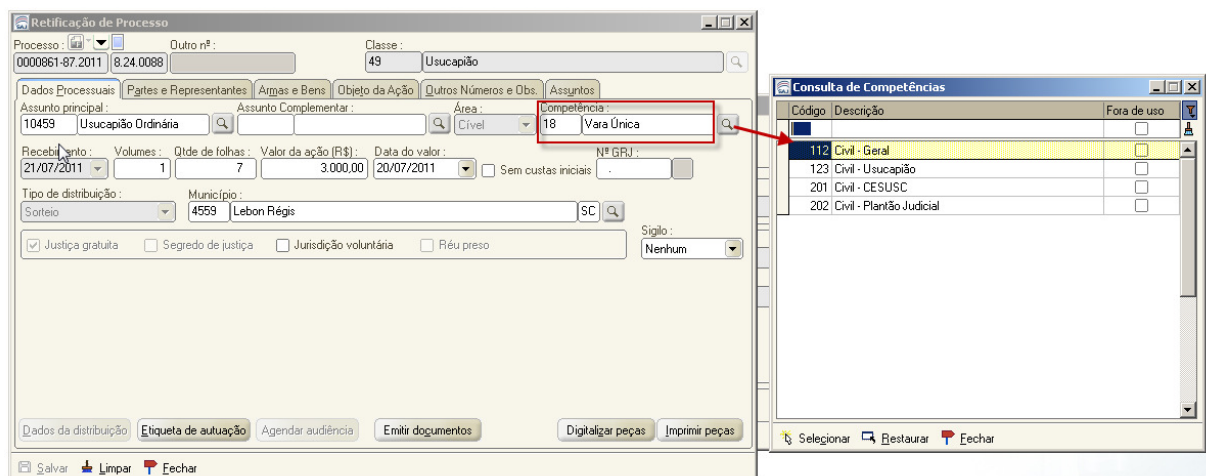 Retificação de Processo
Processo : Outro nº : Classe :
0000861-87.2011 8.24.0088 49 Usucapião
Dados Processuais Partes e Representantes Armas e Bens Objeto da Ação Outros Números e Obs. Assuntos
Assunto principal : Assunto Complementar : Área : Competência :
10459 Usucapião Ordinária Cível 18 Vara Única
Recebimento : Volumes : Qtde de folhas : Valor da ação (R$) : Data do valor : Nº GRJ :
21/07/2011 1 7 3.000,00 20/07/2011 Sem custas iniciais .
Tipo de distribuição : Município :
Sorteio 4559 Lebon Régis SC
Justiça gratuita Segredo de justiça Jurisdição voluntária Réu preso
Sigilo :
Nenhum
Dados da distribuição Etiqueta de autuação Agendar audiência Emitir documentos Digitalizar peças Imprimir peças
Salvar Limpar Fechar
Consulta de Competências
Código Descrição Fora de uso
112 Civil - Geral
123 Civil - Usucapião
201 Civil - CESUSC
202 Civil - Plantão Judicial
Selecionar Restaurar Fechar